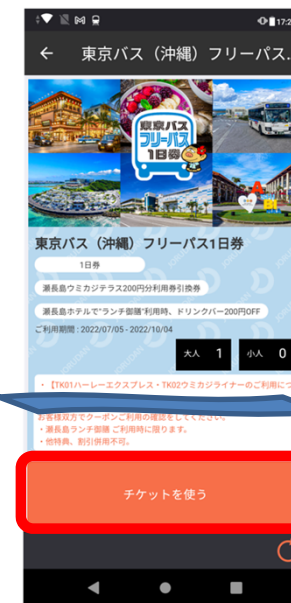 17:2
← 東京バス（沖縄）フリーパス…
東京バス
フリーパス
1日券
東京バス（沖縄）フリーパス1日券
1日券
瀬長島ウミカジテラス200円分利用券引換券
瀬長島ホテルで"ランチ御膳"利用時、ドリンクバー200円OFF
ご利用期間：2022/07/05 - 2022/10/04
大人 1 小人 0
・【TK01ハーレーエクスプレス・TK02ウミカジライナーのご利用につ
お客様双方でクーポンご利用の確認をしてください。
・瀬長島ランチ御膳 ご利用時に限ります。
・他特典、割引併用不可。
チケットを使う